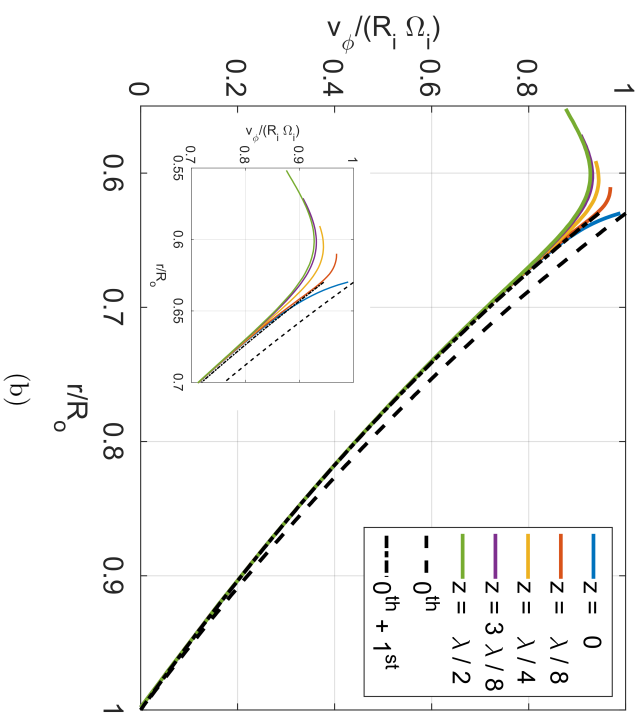 v_ϕ/(R_i Ω_i)
1
0.8
0.6
0.4
0.2
0
0.6
0.7
0.8
0.9
1
r/R_o
z = 0
z = λ / 8
z = λ / 4
z = 3 λ / 8
z = λ / 2
0^th
0^th + 1^st
v_ϕ/(R_i Ω_i)
1
0.9
0.8
0.7
0.55
0.6
0.65
0.7
r/R_o
(b)